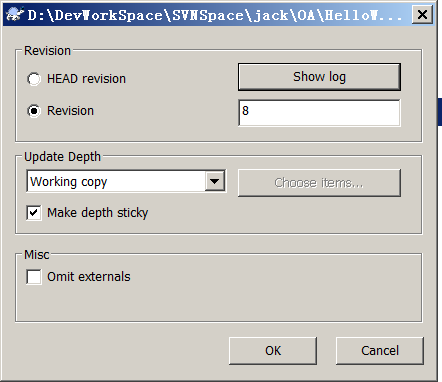 D:\DevWorkSpace\SVNSpace\jack\OA\HelloW...
Revision
HEAD revision
Show log
Revision
8
Update Depth
Working copy
Choose items...
Make depth sticky
Misc
Omit externals
OK
Cancel